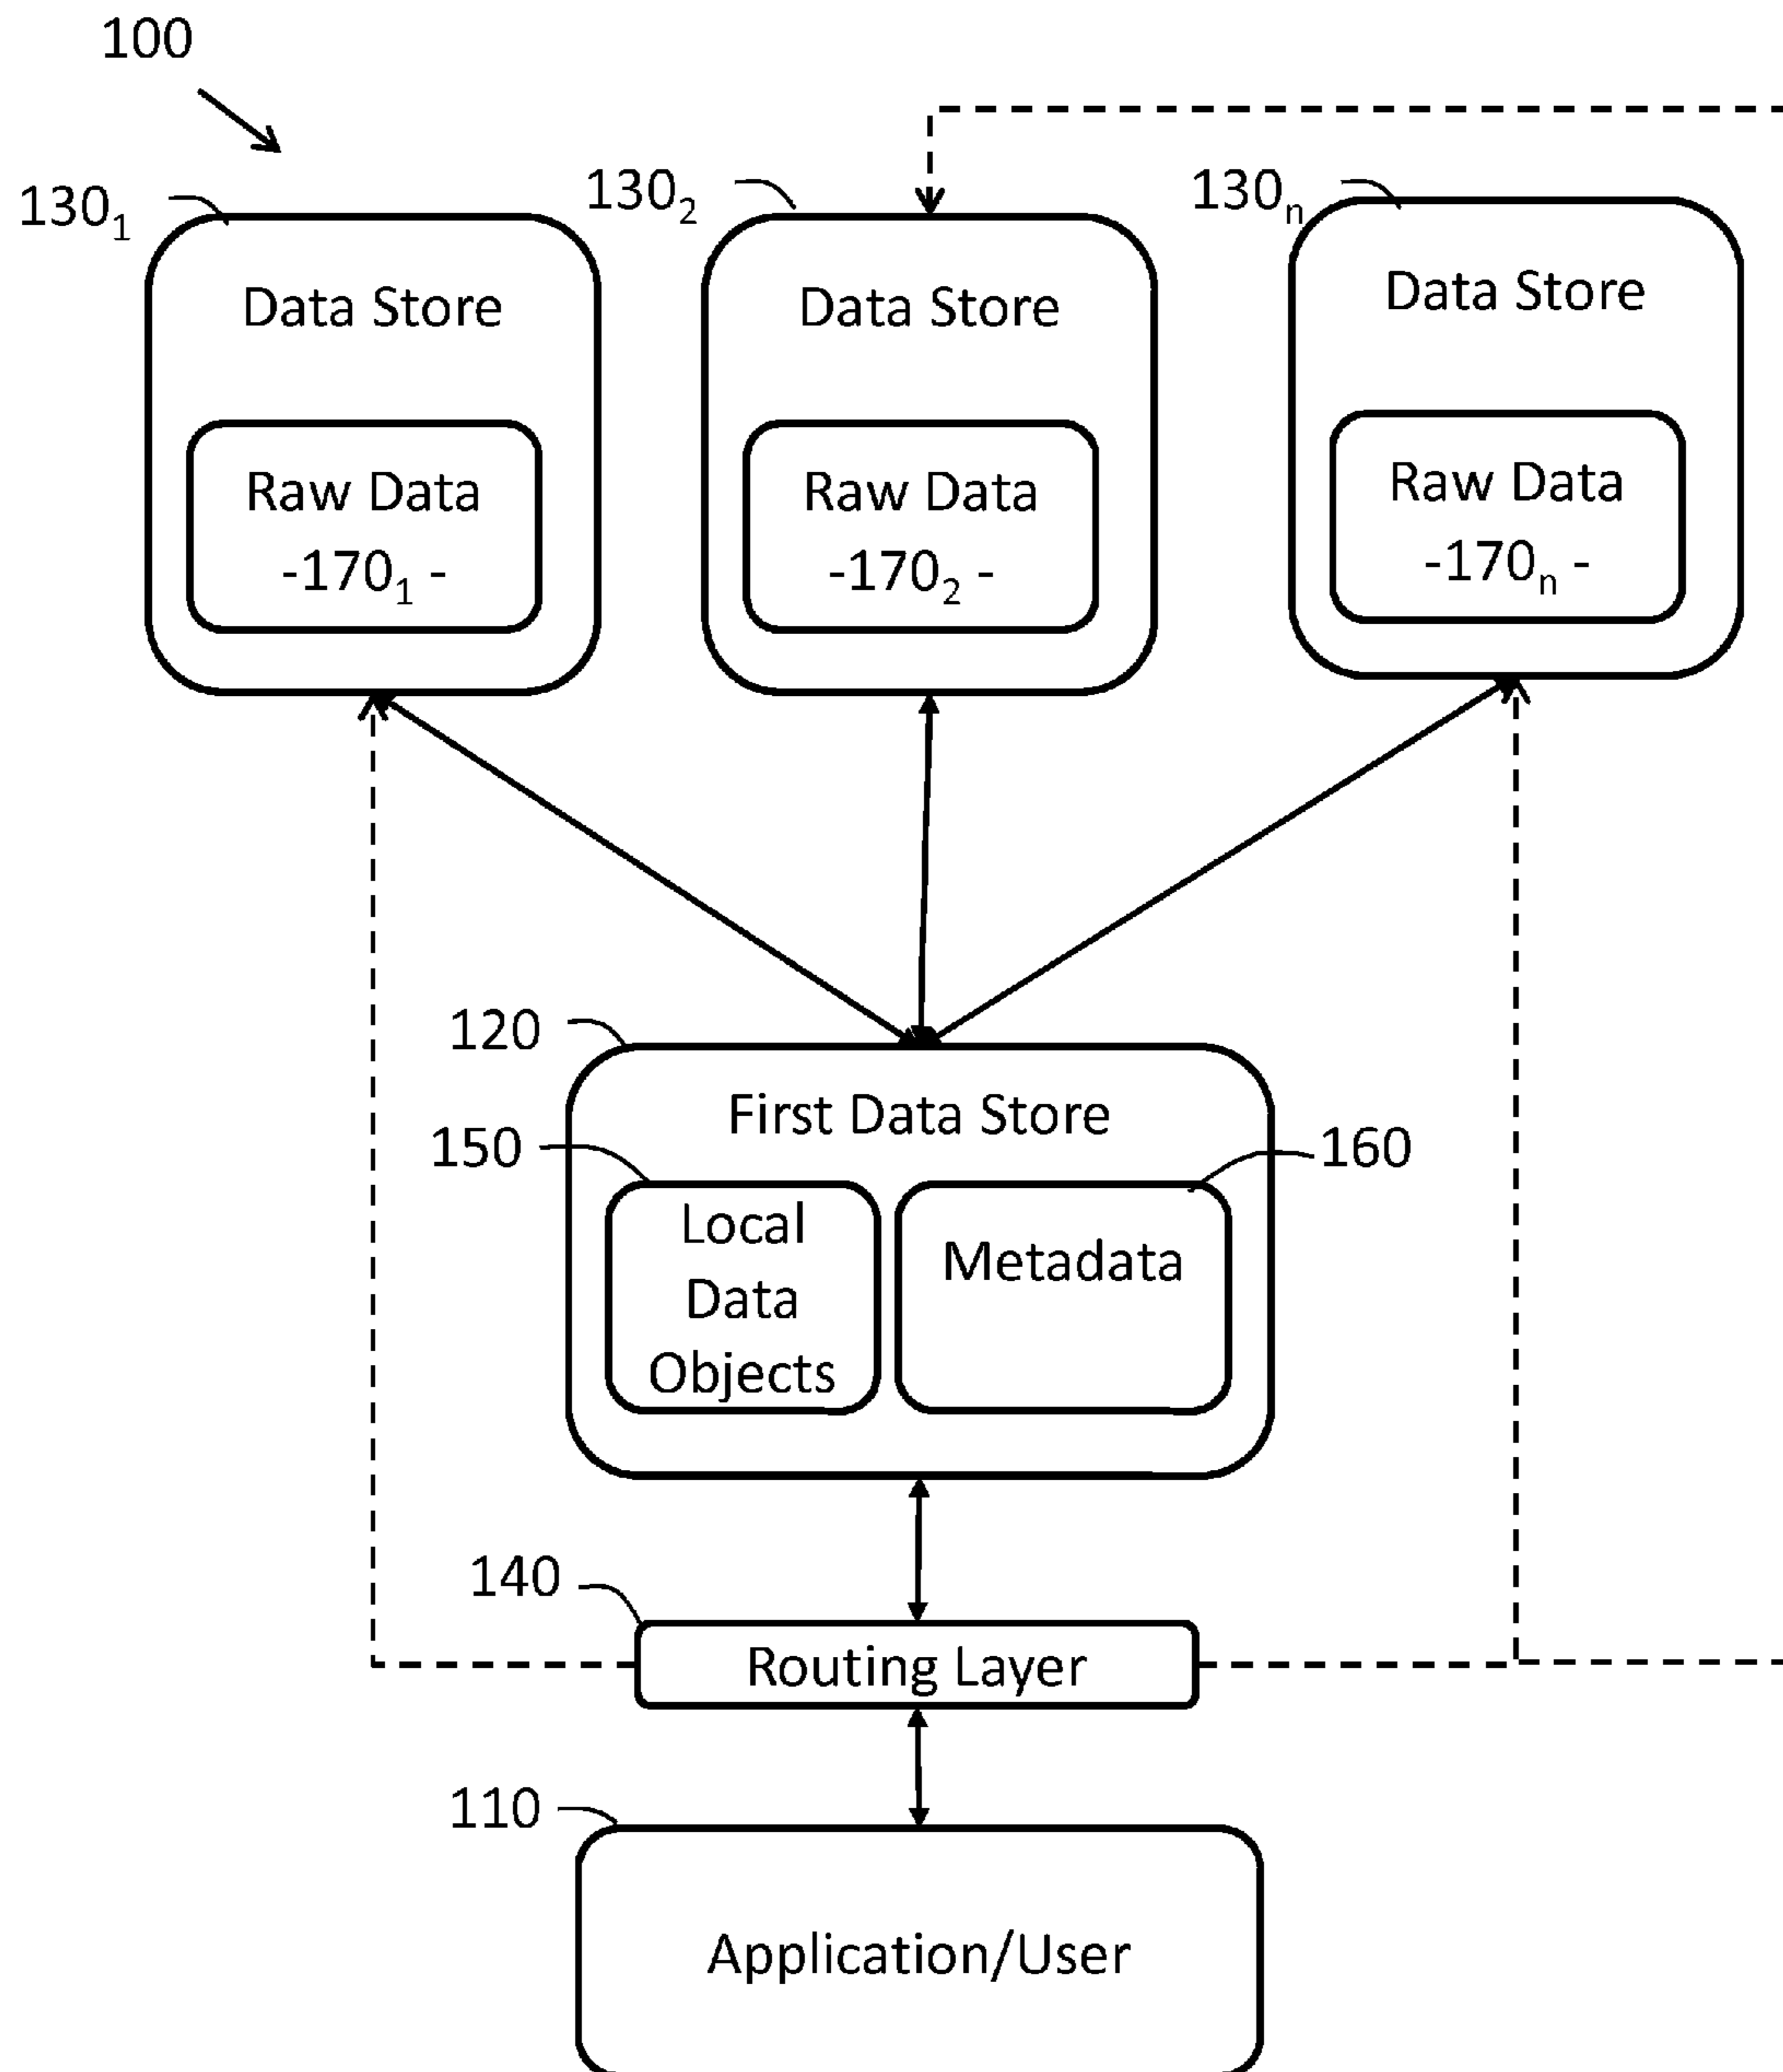 100
130₁
130₂
130ₙ
Data Store
Data Store
Data Store
Raw Data
-170₁ -
Raw Data
-170₂ -
Raw Data
-170ₙ -
120
First Data Store
150
160
Local
Data
Objects
Metadata
140
Routing Layer
110
Application/User